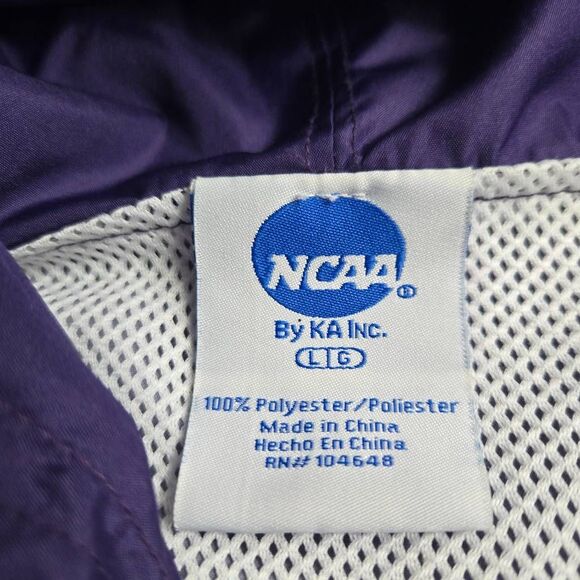 NCAA®
By KA Inc.
LG
100% Polyester/Poliester
Made in China
Hecho En China
RN# 104648